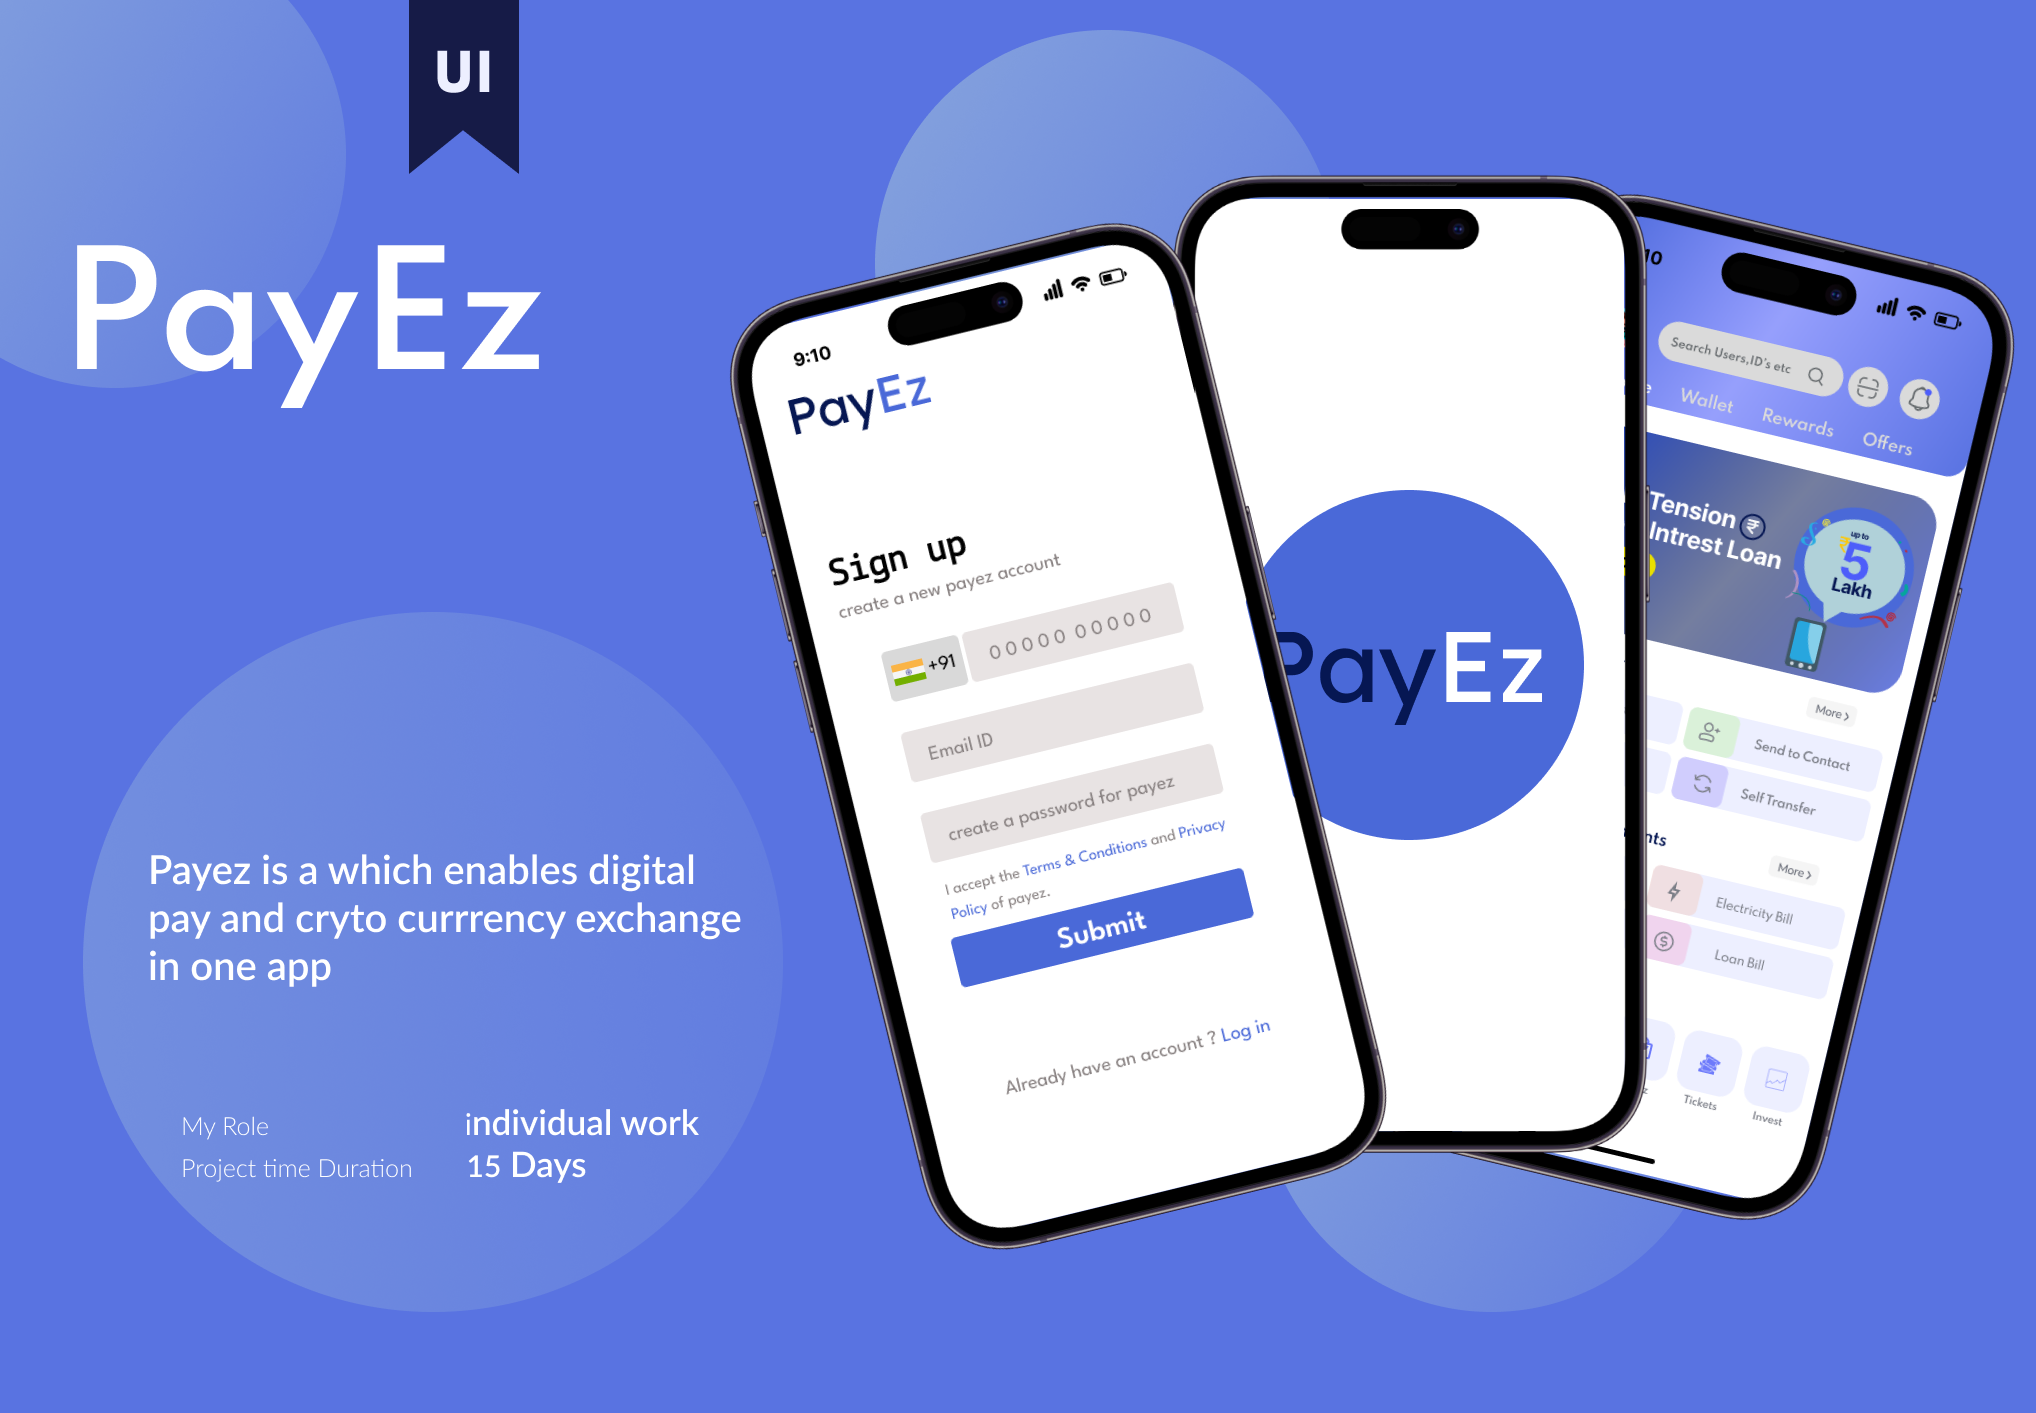 UI
PayEz
Payez is a which enables digital
pay and cryto currrency exchange
in one app
My Role
individual work
Project time Duration
15 Days
9:10
PayEz
Sign up
create a new payez account
+91
00000 00000
Email ID
create a password for payez
I accept the Terms & Conditions and Privacy
Policy of payez.
Submit
Already have an account ? Log in
PayEz
10
Search Users,ID's etc
Wallet
Rewards
Offers
Tension ₹
Intrest Loan
up to
₹
5
Lakh
More >
Send to Contact
Self Transfer
More >
Electricity Bill
Loan Bill
Tickets
Invest